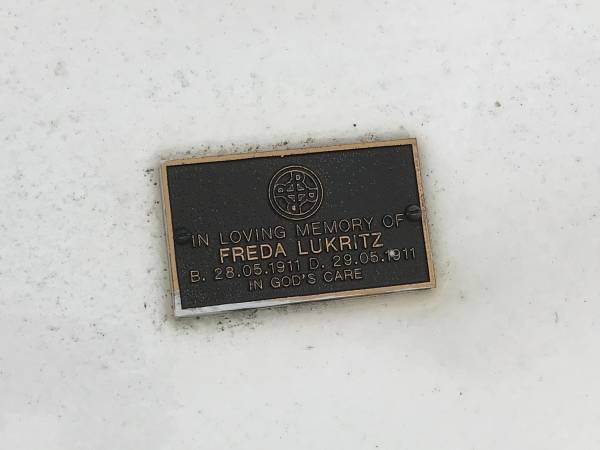 IN LOVING MEMORY OF
FREDA LUKRITZ
B. 28.05.1911 D. 29.05.1911
IN GOD'S CARE